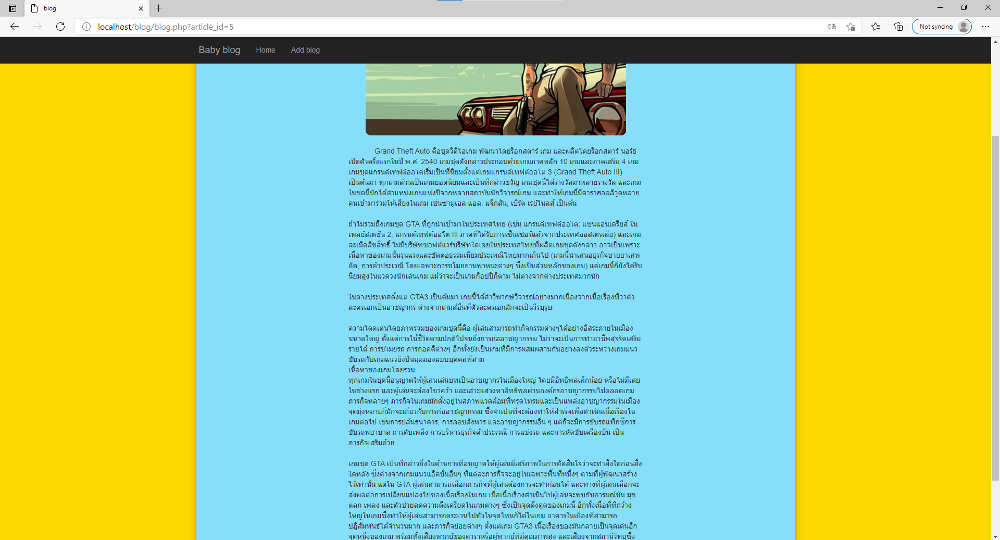 blog
localhost/blog/blog.php?article_id=5
Not syncing
Baby blog
Home
Add blog
Grand Theft Auto คือชุดวิดีโอเกม พัฒนาโดยร็อกสตาร์ เกม และผลิตโดยร็อกสตาร์ นอร์ธ
เปิดตัวครั้งแรกในปี พ.ศ. 2540 เกมชุดดังกล่าวประกอบด้วยเกมภาคหลัก 10 เกมและภาคเสริม 4 เกม
เกมชุดแกรนด์เทฟต์ออโตเริ่มเป็นที่นิยมตั้งแต่เกมแกรนด์เทฟต์ออโต 3 (Grand Theft Auto III)
เป็นต้นมา ทุกเกมล้วนเป็นเกมยอดนิยมและเป็นที่กล่าวขวัญ เกมชุดนี้ได้รางวัลมาหลายรางวัล และเกม
ในชุดนี้มักได้ตำแหน่งเกมแห่งปีจากหลายสถาบันนักวิจารณ์เกม และทำให้เกมนี้มีดาราฮอลลีวูดหลาย
คนเข้ามาร่วมให้เสียงในเกม เช่นซามูเอล แอล. แจ็กสัน, เบิร์ต เรย์โนลส์ เป็นต้น
ถ้าไม่รวมถึงเกมชุด GTA ที่ถูกนำเข้ามาในประเทศไทย (เช่น แกรนด์เทฟต์ออโต: แซนแอนเดรียส์ ใน
เพลย์สเตชัน 2, แกรนด์เทฟต์ออโต III ภาคที่ได้รับการเซ็นเซอร์แล้วจากประเทศออสเตรเลีย) และเกม
ละเมิดลิขสิทธิ์ ไม่มีบริษัทซอฟต์แวร์บริษัทใดเลยในประเทศไทยที่ผลิตเกมชุดดังกล่าว อาจเป็นเพราะ
เนื้อหาของเกมนั้นรุนแรงและขัดต่อธรรมเนียมประเพณีไทยมากเกินไป (เกมนี้นำเสนอธุรกิจขายยาเสพ
ติด, การค้าประเวณี โดยเฉพาะการขโมยยานพาหนะต่างๆ ซึ่งเป็นส่วนหลักของเกม) แต่เกมนี้ก็ยังได้รับ
นิยมสูงในแวดวงนักเล่นเกม แม้ว่าจะเป็นเกมก็อปปีก็ตาม ไม่ต่างจากต่างประเทศมากนัก
ในต่างประเทศตั้งแต่ GTA3 เป็นต้นมา เกมนี้ได้คำวิพากษ์วิจารณ์อย่างมากเนื่องจากเนื้อเรื่องที่ว่าตัว
ละครเอกเป็นอาชญากร ต่างจากเกมส์อื่นที่ตัวละครเอกมักจะเป็นวีรบุรุษ
ความโดดเด่นโดยภาพรวมของเกมชุดนี้คือ ผู้เล่นสามารถทำกิจกรรมต่างๆได้อย่างอิสระภายในเมือง
ขนาดใหญ่ ตั้งแต่การใช้ชีวิตตามปกติไปจนถึงการก่ออาชญากรรม ไม่ว่าจะเป็นการทำอาชีพสุจริตเสริม
รายได้ การขโมยรถ การก่อคดีต่างๆ อีกทั้งยังเป็นเกมที่มีการผสมผสานกันอย่างลงตัวระหว่างเกมแนว
ขับรถกับเกมแนวยิงปืนมุมมองแบบบุคคลที่สาม
เนื้อหาของเกมโดยรวม
ทุกเกมในชุดนี้อนุญาตให้ผู้เล่นเล่นบทเป็นอาชญากรในเมืองใหญ่ โดยมีอิทธิพลเล็กน้อย หรือไม่มีเลย
ในช่วงแรก และผู้เล่นจะต้องใขว่คว้า และเสาะแสวงหาอิทธิพลผ่านองค์กรอาชญากรรมไปตลอดเกม
ภารกิจหลายๆ ภารกิจในเกมมักตั้งอยู่ในสภาพแวดล้อมที่ทรุดโทรมและเป็นแหล่งอาชญากรรมในเมือง
จุดมุ่งหมายก็มักจะเกี่ยวกับการก่ออาชญากรรม ซึ่งจำเป็นที่จะต้องทำให้สำเร็จเพื่อดำเนินเนื้อเรื่องใน
เกมต่อไป เช่นการปล้นธนาคาร, การลอบสังหาร และอาชญากรรมอื่น ๆ แต่ก็จะมีการขับรถแท็กซี่การ
ขับรถพยาบาล การดับเพลิง การบริหารธุรกิจค้าประเวณี การแข่งรถ และการหัดขับเครื่องบิน เป็น
ภารกิจเสริมด้วย
เกมชุด GTA เป็นที่กล่าวถึงในด้านการที่อนุญาตให้ผู้เล่นมีเสรีภาพในการตัดสินใจว่าจะทำสิ่งใดก่อนสิ่ง
ใดหลัง ซึ่งต่างจากเกมแนวแอ็คชั่นอื่นๆ ที่แต่ละภารกิจจะอยู่ในเฉพาะพื้นที่หนึ่งๆ ตามที่ผู้พัฒนาสร้าง
ไว้เท่านั้น แต่ใน GTA ผู้เล่นสามารถเลือกภารกิจที่ผู้เล่นต้องการจะทำก่อนได้ และทางที่ผู้เล่นเลือกจะ
ส่งผลต่อการเปลี่ยนแปลงไปของเนื้อเรื่องในเกม เมื่อเนื้อเรื่องดำเนินไปผู้เล่นจะพบกับอารมณ์ขัน มุข
ตลก เพลง และตัวช่วยลดความตึงเครียดในเกมต่างๆ ซึ่งเป็นจุดดึงดูดของเกมนี้ อีกทั้งเนื้อที่ที่กว้าง
ใหญ่ในเกมซึ่งทำให้ผู้เล่นสามารถตระเวนไปทั่วในจุดไหนก็ได้ในเกม อาคารในเมืองที่สามารถ
ปฏิสัมพันธ์ได้จำนวนมาก และภารกิจย่อยต่างๆ ตั้งแต่เกม GTA3 เนื้อเรื่องของมันกลายเป็นจุดเด่นอีก
จุดหนึ่งของเกม พร้อมทั้งเสียงพากย์ของดาราหรือผู้พากย์ที่มีคุณภาพสูง และเสียงจากสถานีวิทยุซึ่ง